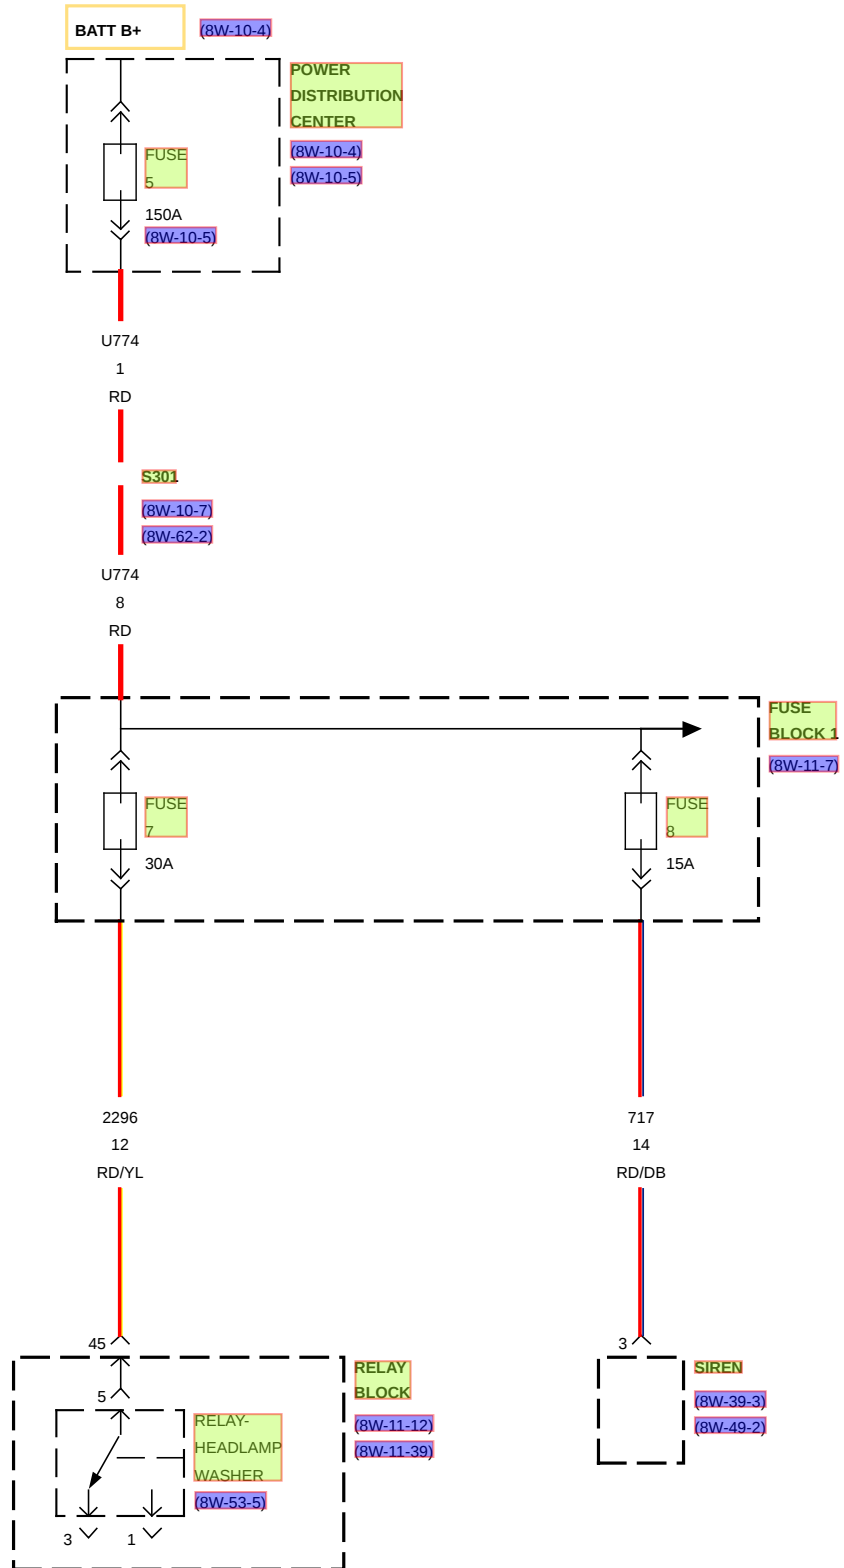 BATT B+
(8W-10-4)
POWER
DISTRIBUTION
CENTER
(8W-10-4)
(8W-10-5)
FUSE
5
150A
(8W-10-5)
U774
1
RD
S301
(8W-10-7)
(8W-62-2)
U774
8
RD
FUSE
BLOCK 1
(8W-11-7)
FUSE
7
30A
FUSE
8
15A
2296
12
RD/YL
717
14
RD/DB
45
3
RELAY
BLOCK
(8W-11-12)
(8W-11-39)
SIREN
(8W-39-3)
(8W-49-2)
5
RELAY-
HEADLAMP
WASHER
(8W-53-5)
3
1